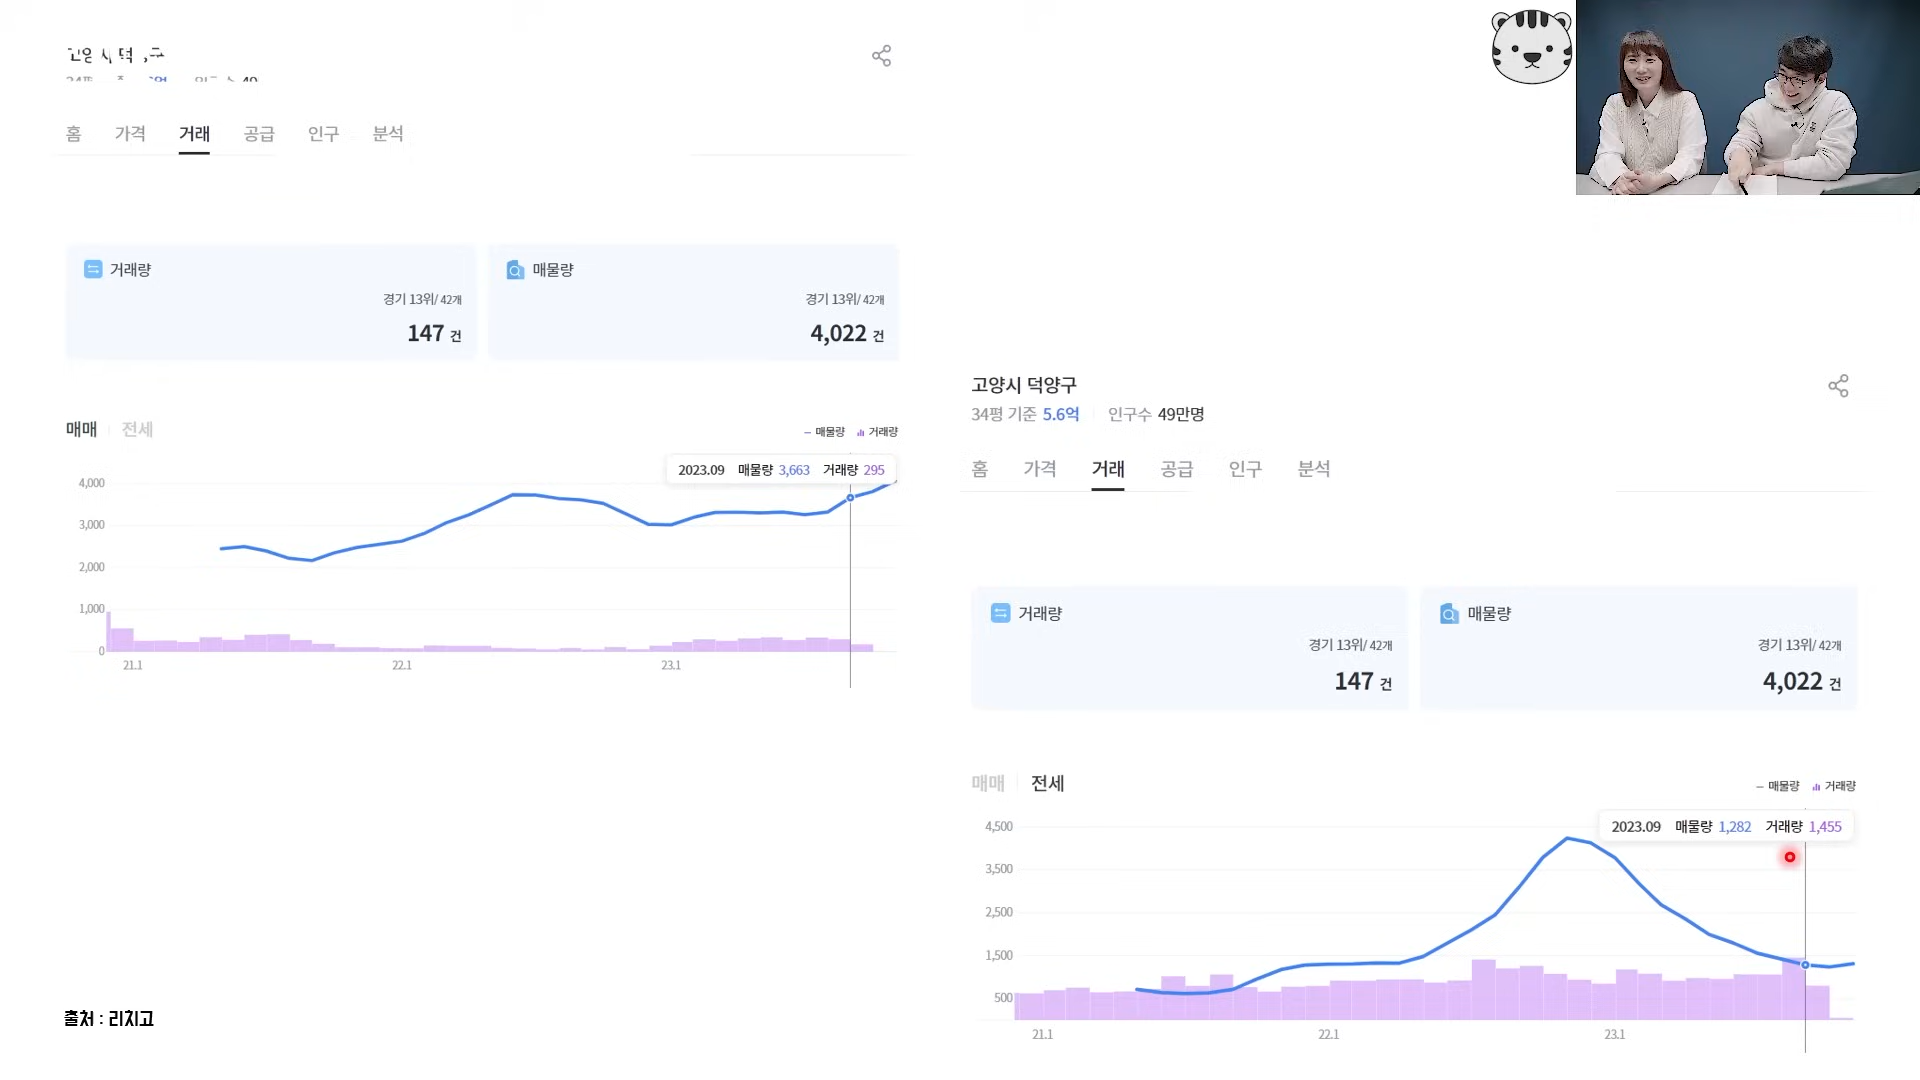 홈 가격 거래 공급 인구 분석
거래량
경기 13위/ 42개
147 건
매물량
경기 13위/ 42개
4,022 건
매매 전세
매물량 거래량
2023.09 매물량 3,663 거래량 295
4,000
3,000
2,000
1,000
0
21.1 22.1 23.1
출처 : 리치고
고양시 덕양구
34평 기준 5.6억 인구수 49만명
홈 가격 거래 공급 인구 분석
거래량
경기 13위/ 42개
147 건
매물량
경기 13위/ 42개
4,022 건
매매 전세
매물량 거래량
2023.09 매물량 1,282 거래량 1,455
4,500
3,500
2,500
1,500
500
21.1 22.1 23.1